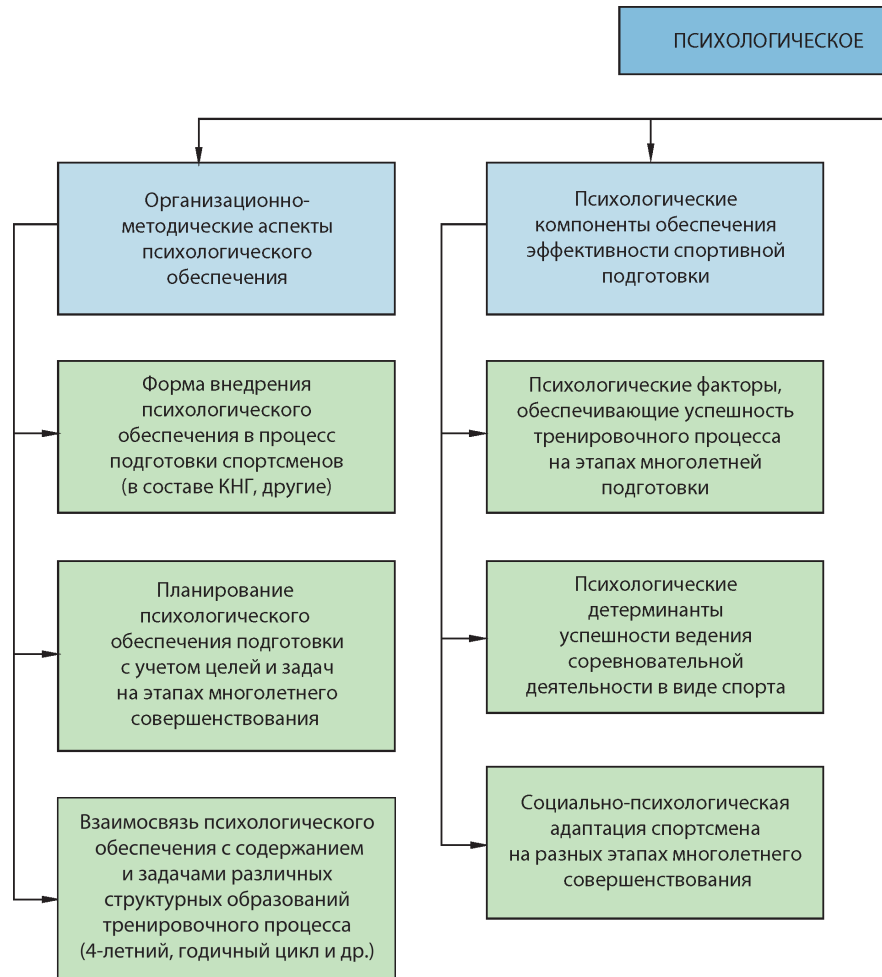 ПСИХОЛОГИЧЕСКОЕ
Организационно-
методические аспекты
психологического
обеспечения
Форма внедрения
психологического
обеспечения в процесс
подготовки спортсменов
(в составе КНГ, другие)
Планирование
психологического
обеспечения подготовки
с учетом целей и задач
на этапах многолетнего
совершенствования
Взаимосвязь психологического
обеспечения с содержанием
и задачами различных
структурных образований
тренировочного процесса
(4-летний, годичный цикл и др.)
Психологические
компоненты обеспечения
эффективности спортивной
подготовки
Психологические факторы,
обеспечивающие успешность
тренировочного процесса
на этапах многолетней
подготовки
Психологические
детерминанты
успешности ведения
соревновательной
деятельности в виде спорта
Социально-психологическая
адаптация спортсмена
на разных этапах многолетнего
совершенствования